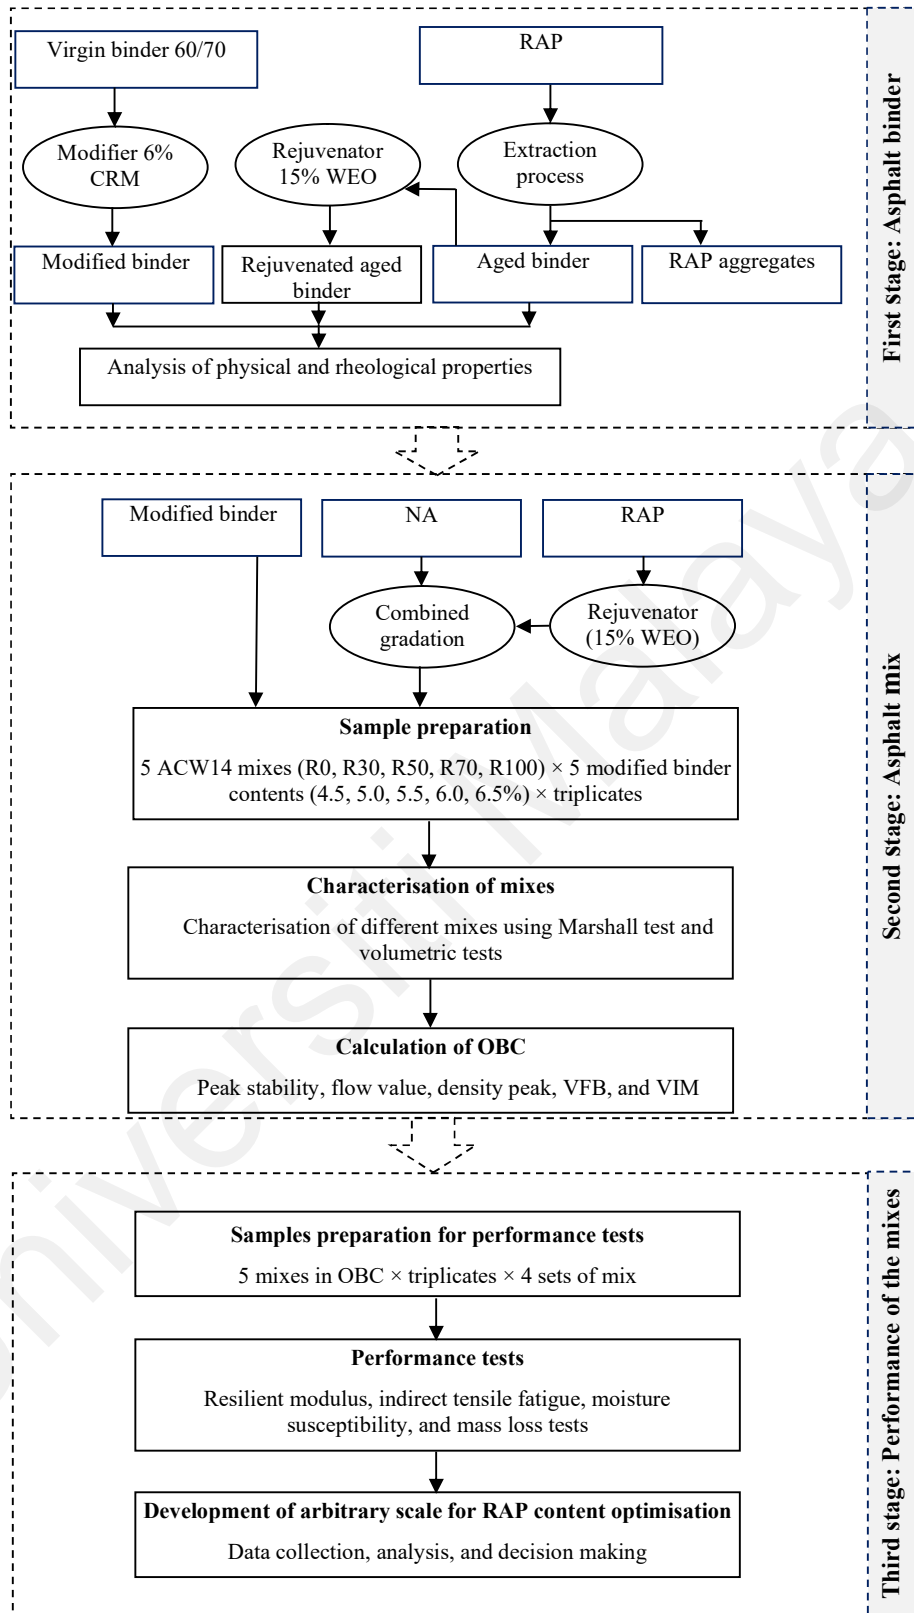 Virgin binder 60/70
RAP
Modifier 6%
CRM
Rejuvenator
15% WEO
Extraction
process
Modified binder
Rejuvenated aged
binder
Aged binder
RAP aggregates
Analysis of physical and rheological properties
First stage: Asphalt binder
Modified binder
NA
RAP
Combined
gradation
Rejuvenator
(15% WEO)
Sample preparation
5 ACW14 mixes (R0, R30, R50, R70, R100) × 5 modified binder
contents (4.5, 5.0, 5.5, 6.0, 6.5%) × triplicates
Characterisation of mixes
Characterisation of different mixes using Marshall test and
volumetric tests
Calculation of OBC
Peak stability, flow value, density peak, VFB, and VIM
Second stage: Asphalt mix
Samples preparation for performance tests
5 mixes in OBC × triplicates × 4 sets of mix
Performance tests
Resilient modulus, indirect tensile fatigue, moisture
susceptibility, and mass loss tests
Development of arbitrary scale for RAP content optimisation
Data collection, analysis, and decision making
Third stage: Performance of the mixes
Universiti Malaya